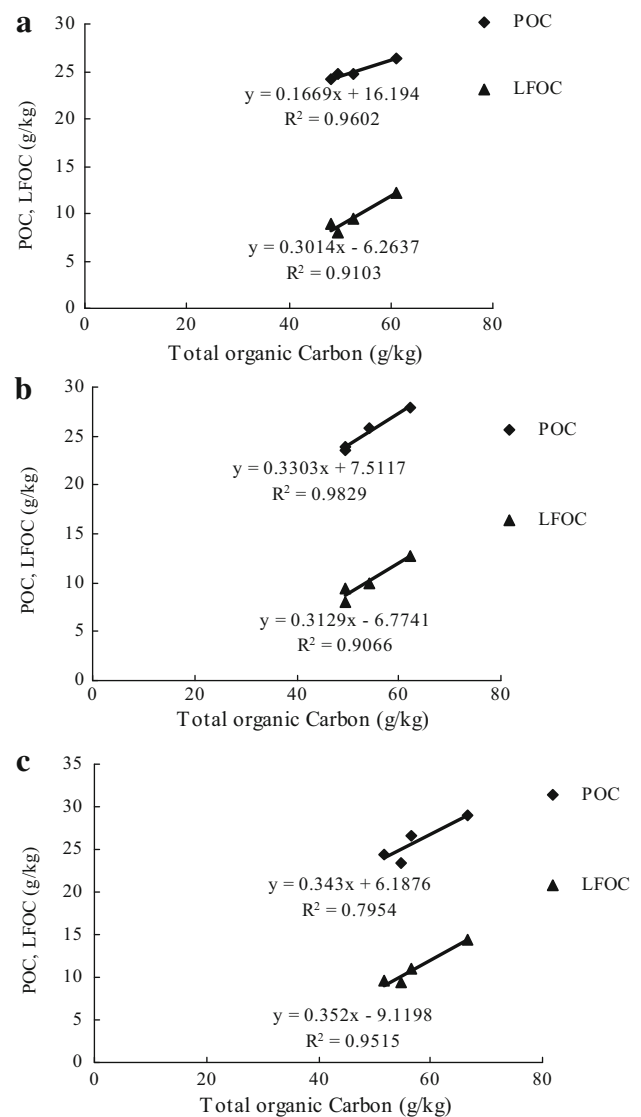 a
30
25
20
15
10
5
0
POC, LFOC (g/kg)
POC
LFOC
y = 0.1669x + 16.194
R² = 0.9602
y = 0.3014x - 6.2637
R² = 0.9103
0 20 40 60 80
Total organic Carbon (g/kg)
b
30
25
20
15
10
5
0
POC, LFOC (g/kg)
POC
LFOC
y = 0.3303x + 7.5117
R² = 0.9829
y = 0.3129x - 6.7741
R² = 0.9066
0 20 40 60 80
Total organic Carbon (g/kg)
c
35
30
25
20
15
10
5
0
POC, LFOC (g/kg)
POC
LFOC
y = 0.343x + 6.1876
R² = 0.7954
y = 0.352x - 9.1198
R² = 0.9515
0 20 40 60 80
Total organic Carbon (g/kg)